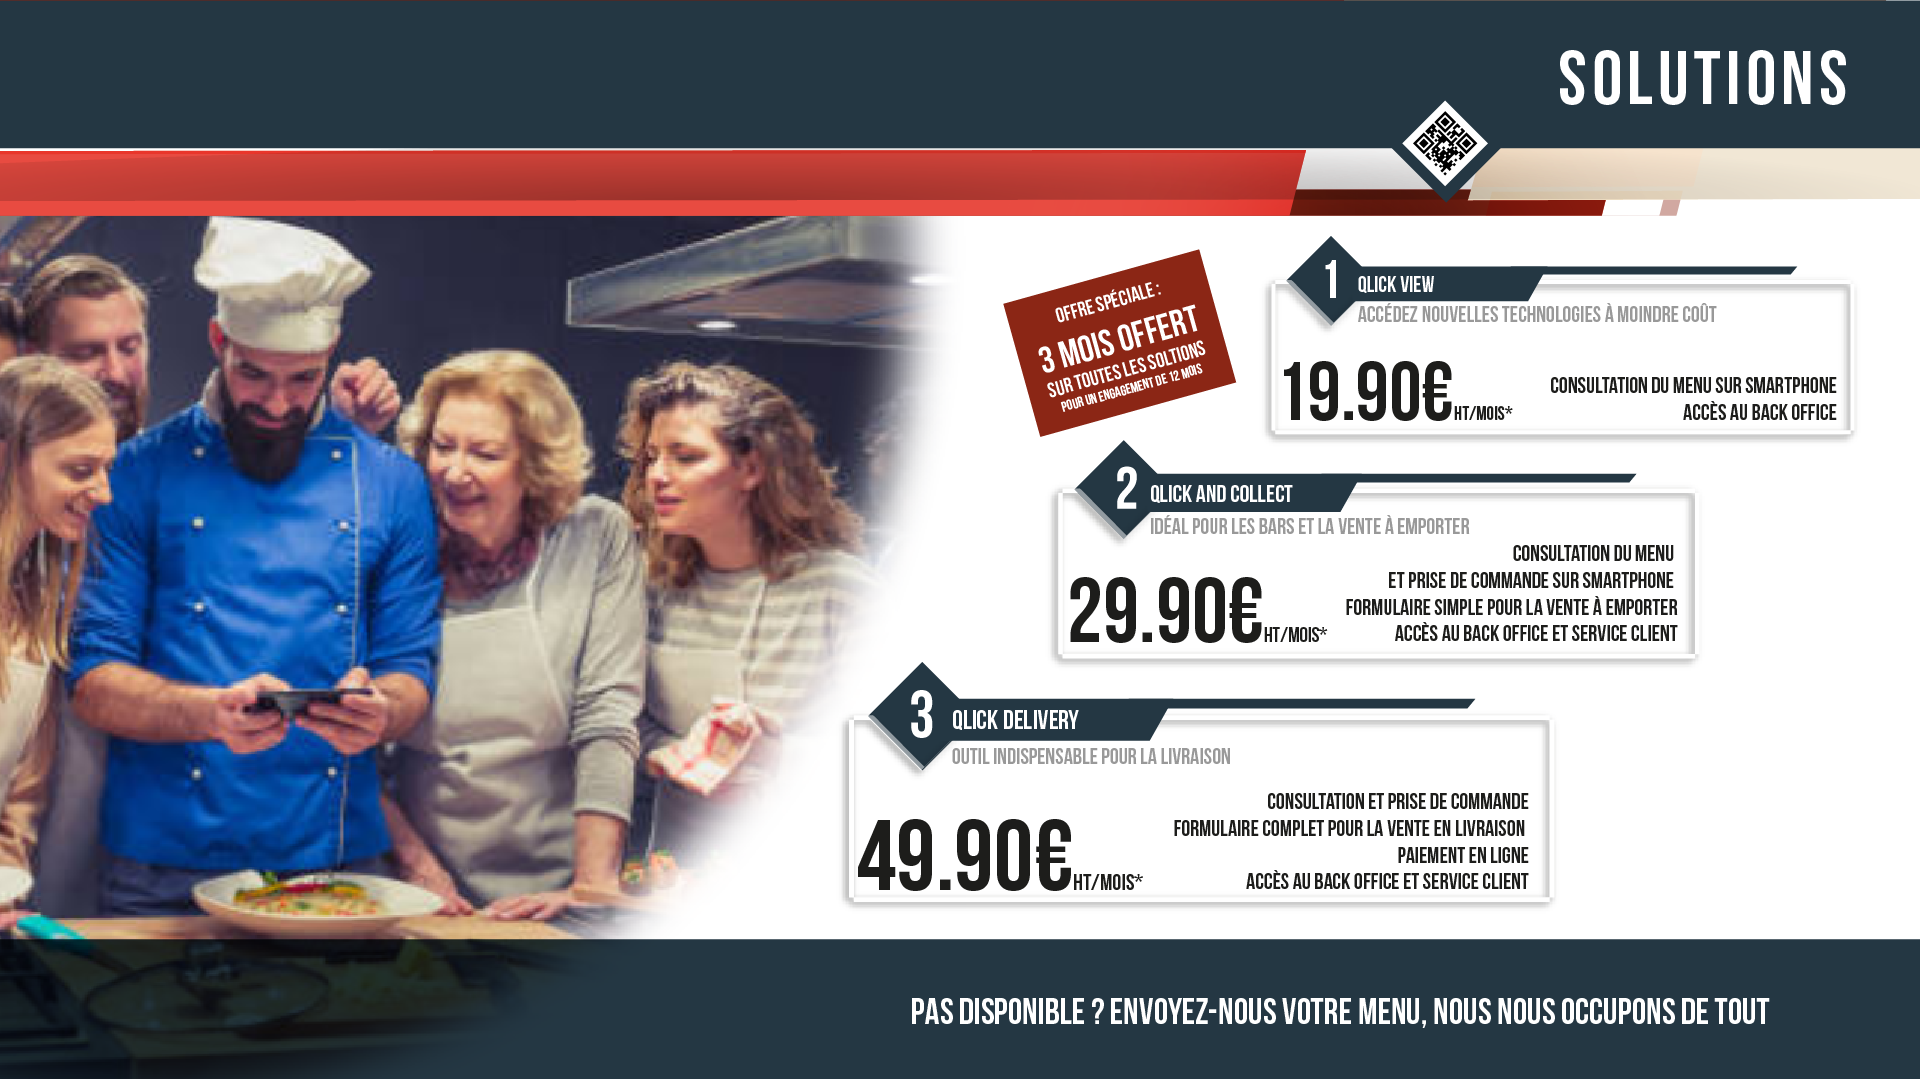 SOLUTIONS
OFFRE SPÉCIALE :
3 MOIS OFFERT
SUR TOUTES LES SOLTIONS
POUR UN ENGAGEMENT DE 12 MOIS
1
QLICK VIEW
ACCÉDEZ NOUVELLES TECHNOLOGIES À MOINDRE COÛT
19.90€HT/MOIS*
CONSULTATION DU MENU SUR SMARTPHONE
ACCÈS AU BACK OFFICE
2
QLICK AND COLLECT
IDÉAL POUR LES BARS ET LA VENTE À EMPORTER
29.90€HT/MOIS*
CONSULTATION DU MENU
ET PRISE DE COMMANDE SUR SMARTPHONE
FORMULAIRE SIMPLE POUR LA VENTE À EMPORTER
ACCÈS AU BACK OFFICE ET SERVICE CLIENT
3
QLICK DELIVERY
OUTIL INDISPENSABLE POUR LA LIVRAISON
49.90€HT/MOIS*
CONSULTATION ET PRISE DE COMMANDE
FORMULAIRE COMPLET POUR LA VENTE EN LIVRAISON
PAIEMENT EN LIGNE
ACCÈS AU BACK OFFICE ET SERVICE CLIENT
PAS DISPONIBLE ? ENVOYEZ-NOUS VOTRE MENU, NOUS NOUS OCCUPONS DE TOUT